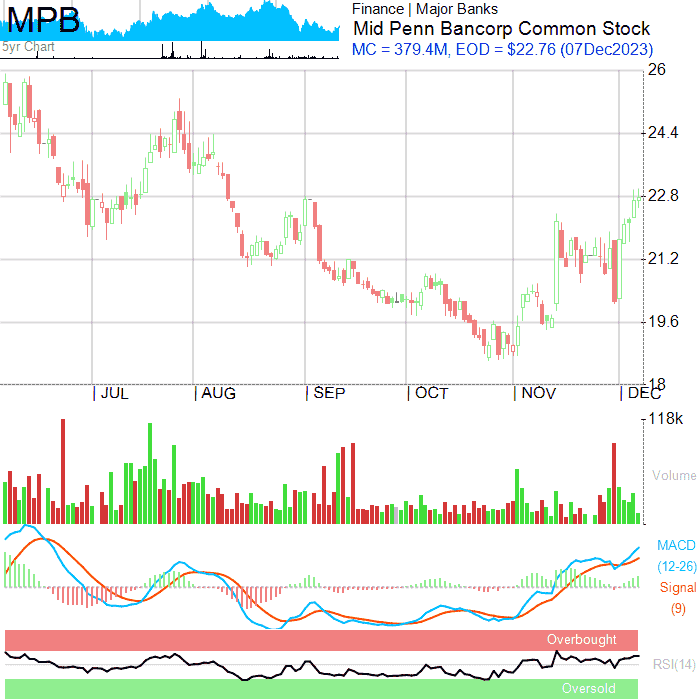 MPB
5yr Chart
Finance | Major Banks
Mid Penn Bancorp Common Stock
MC = 379.4M, EOD = $22.76 (07Dec2023)
26
24.4
22.8
21.2
19.6
18
JUL AUG SEP OCT NOV DEC
118k
Volume
MACD
(12-26)
Signal
(9)
Overbought
RSI(14)
Oversold